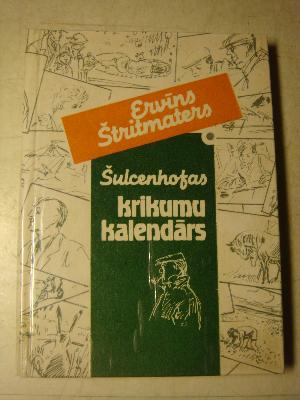 Ervīns
Štritmaters
Šulcenhofas
krikumu
kalendārs